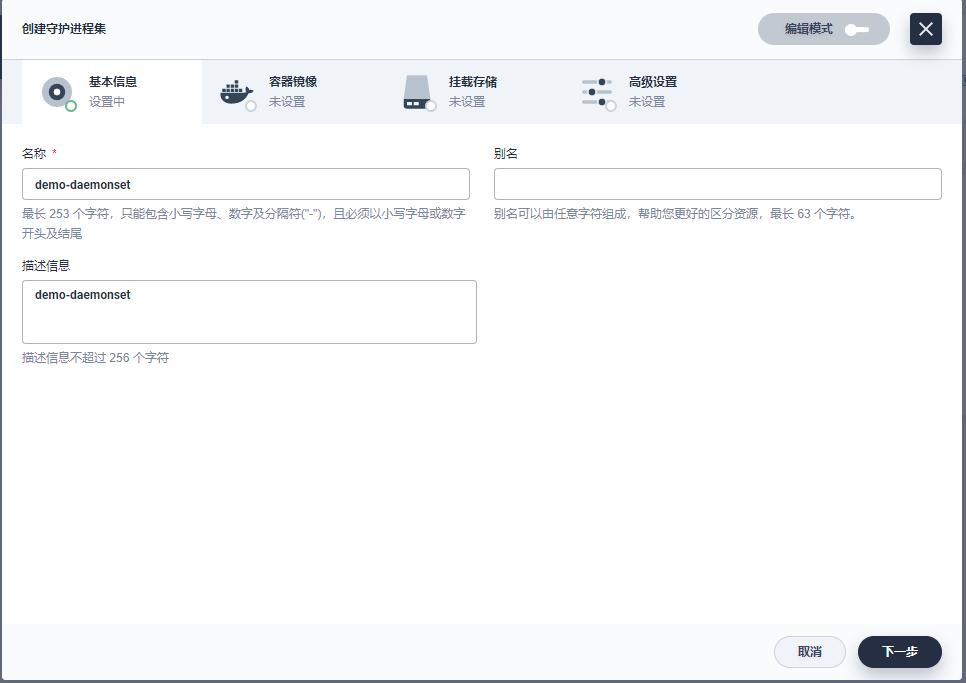 创建守护进程集
编辑模式
基本信息
设置中
容器镜像
未设置
挂载存储
未设置
高级设置
未设置
名称 *
别名
demo-daemonset
最长 253 个字符，只能包含小写字母、数字及分隔符("-")，且必须以小写字母或数字
开头及结尾
别名可以由任意字符组成，帮助您更好的区分资源，最长 63 个字符。
描述信息
demo-daemonset
描述信息不超过 256 个字符
取消
下一步